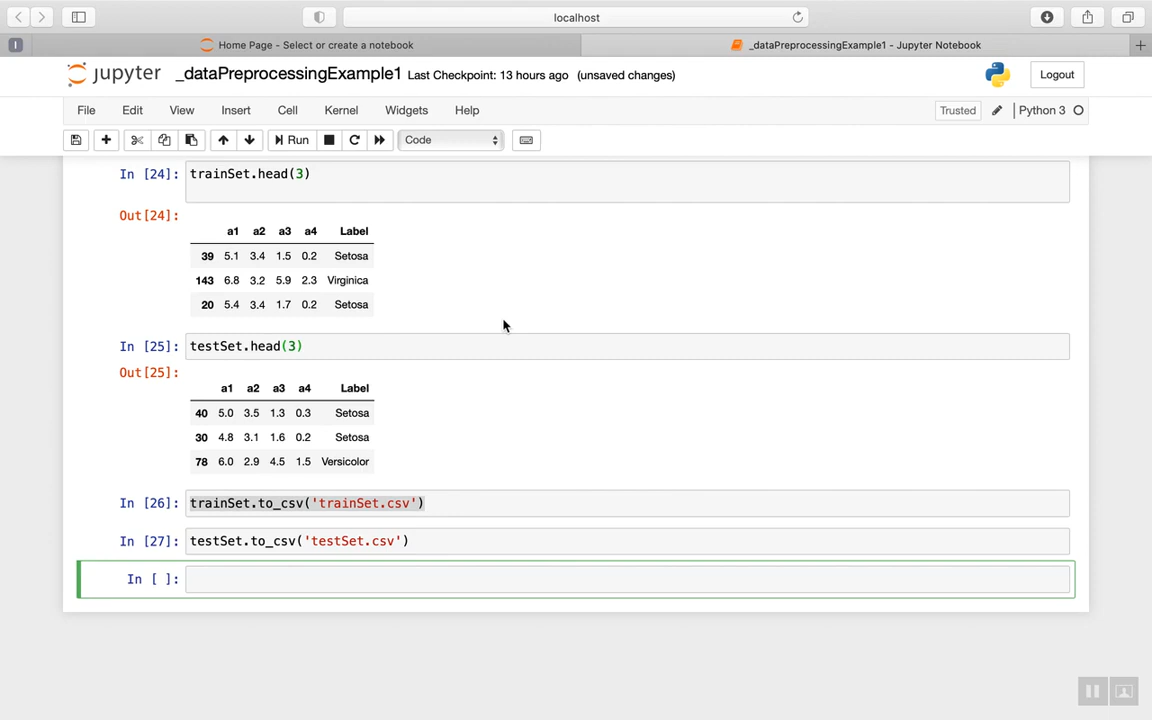 localhost
I
Home Page - Select or create a notebook
_dataPreprocessingExample1 - Jupyter Notebook
jupyter _dataPreprocessingExample1 Last Checkpoint: 13 hours ago (unsaved changes)
Logout
File Edit View Insert Cell Kernel Widgets Help
Trusted
Python 3
Run
Code
In [24]: trainSet.head(3)
Out[24]:
a1 a2 a3 a4 Label
39 5.1 3.4 1.5 0.2 Setosa
143 6.8 3.2 5.9 2.3 Virginica
20 5.4 3.4 1.7 0.2 Setosa
In [25]: testSet.head(3)
Out[25]:
a1 a2 a3 a4 Label
40 5.0 3.5 1.3 0.3 Setosa
30 4.8 3.1 1.6 0.2 Setosa
78 6.0 2.9 4.5 1.5 Versicolor
In [26]: trainSet.to_csv('trainSet.csv')
In [27]: testSet.to_csv('testSet.csv')
In [ ]: